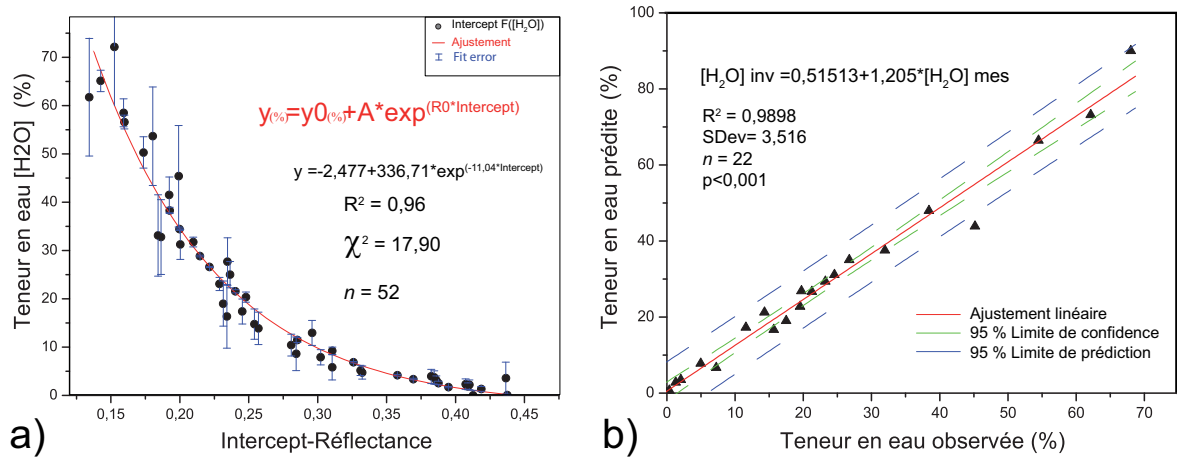 Intercept F([H₂O])
Ajustement
Fit error
y(%)=y0(%)+A*exp(R0*Intercept)
y =-2,477+336,71*exp(-11,04*Intercept)
R² = 0,96
χ² = 17,90
n = 52
Teneur en eau [H2O] (%)
70
60
50
40
30
20
10
0
0,15
0,20
0,25
0,30
0,35
0,40
0,45
Intercept-Réflectance
a)
[H₂O] inv =0,51513+1,205*[H₂O] mes
R² = 0,9898
SDev= 3,516
n = 22
p<0,001
Ajustement linéaire
95 % Limite de confidence
95 % Limite de prédiction
Teneur en eau prédite (%)
100
80
60
40
20
0
0
10
20
30
40
50
60
70
Teneur en eau observée (%)
b)